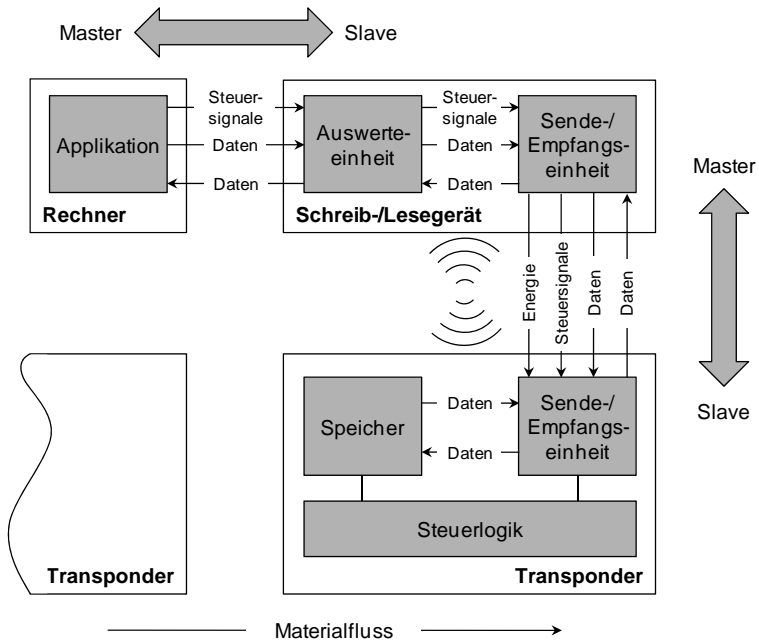 Master
Slave
Steuer-
signale
Steuer-
signale
Applikation
Daten
Auswerte-
einheit
Daten
Sende-/
Empfangs-
einheit
Daten
Daten
Rechner
Schreib-/Lesegerät
Master
Energie
Steuersignale
Daten
Daten
Slave
Speicher
Daten
Daten
Sende-/
Empfangs-
einheit
Steuerlogik
Transponder
Transponder
Materialfluss